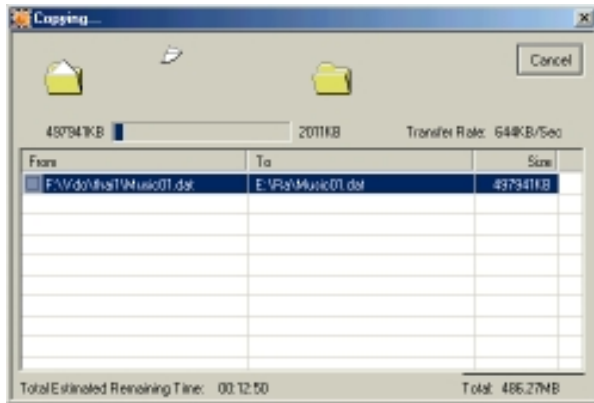 Copying...
Cancel
497941KB 2011KB Transfer Rate: 644KB/Sec
From To Size
F:\Vdo\thai1\Music01.dat E:\Ra\Music01.dat 497941KB
Total Estimated Remaining Time: 00:12:50 Total: 486.27MB